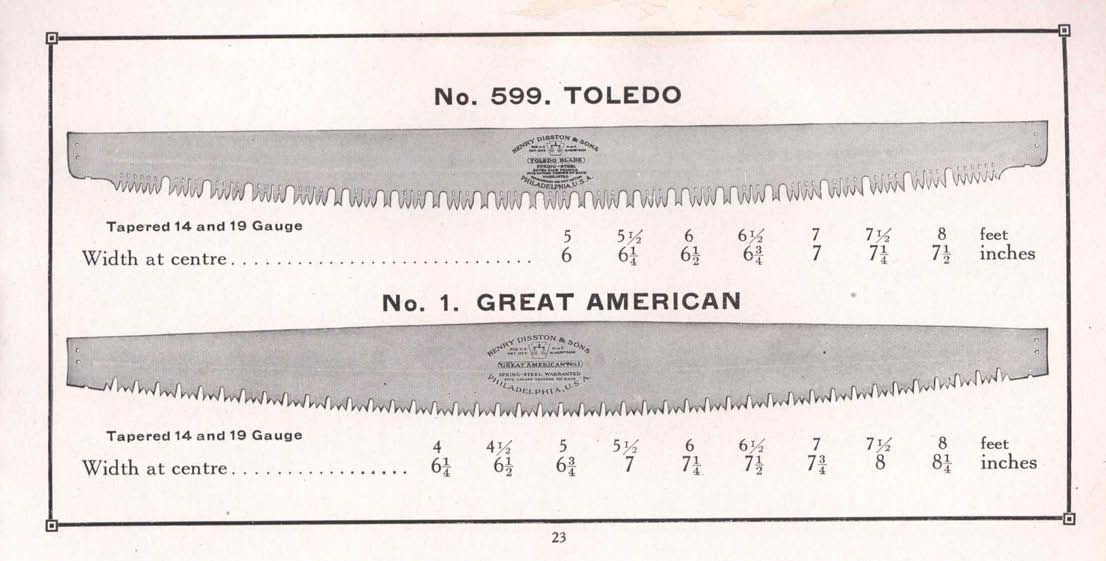 No. 599. TOLEDO
HENRY DISSTON & SONS
TOLEDO BLADE
SPRING-STEEL
WARRANTED
PHILADELPHIA, U.S.A.
Tapered 14 and 19 Gauge
5 5½ 6 6½ 7 7½ 8 feet
Width at centre 6 6¼ 6½ 6¾ 7 7¼ 7½ inches
No. 1. GREAT AMERICAN
HENRY DISSTON & SONS
GREAT AMERICAN No.1
SPRING-STEEL WARRANTED
PHILADELPHIA, U.S.A.
Tapered 14 and 19 Gauge
4 4½ 5 5½ 6 6½ 7 7½ 8 feet
Width at centre 6¼ 6½ 6¾ 7 7¼ 7½ 7¾ 8 8¼ inches
23